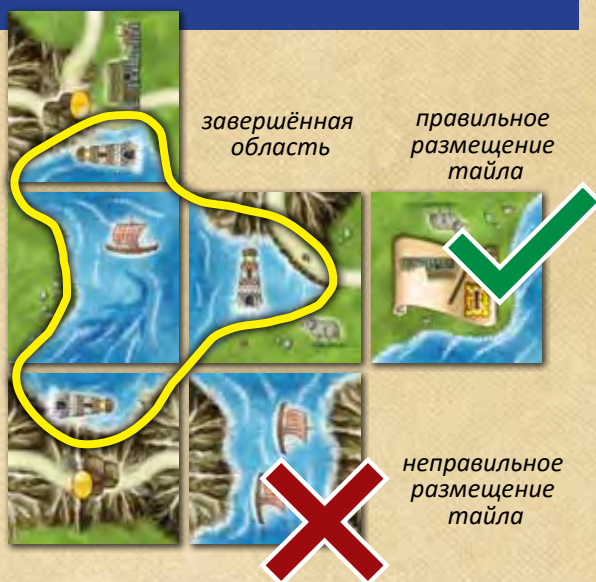 завершённая
область
правильное
размещение
тайла
неправильное
размещение
тайла